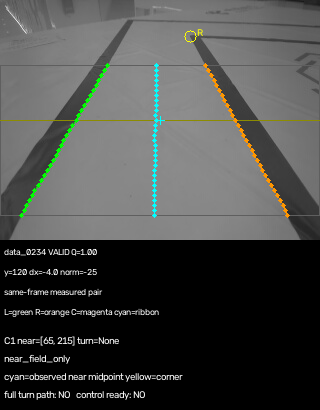 R
data_0234 VALID Q=1.00
y=120 dx=-4.0 norm=-25
same-frame measured pair
L=green R=orange C=magenta cyan=ribbon
C1 near=[65, 215] turn=None
near_field_only
cyan=observed near midpoint yellow=corner
full turn path: NO control ready: NO